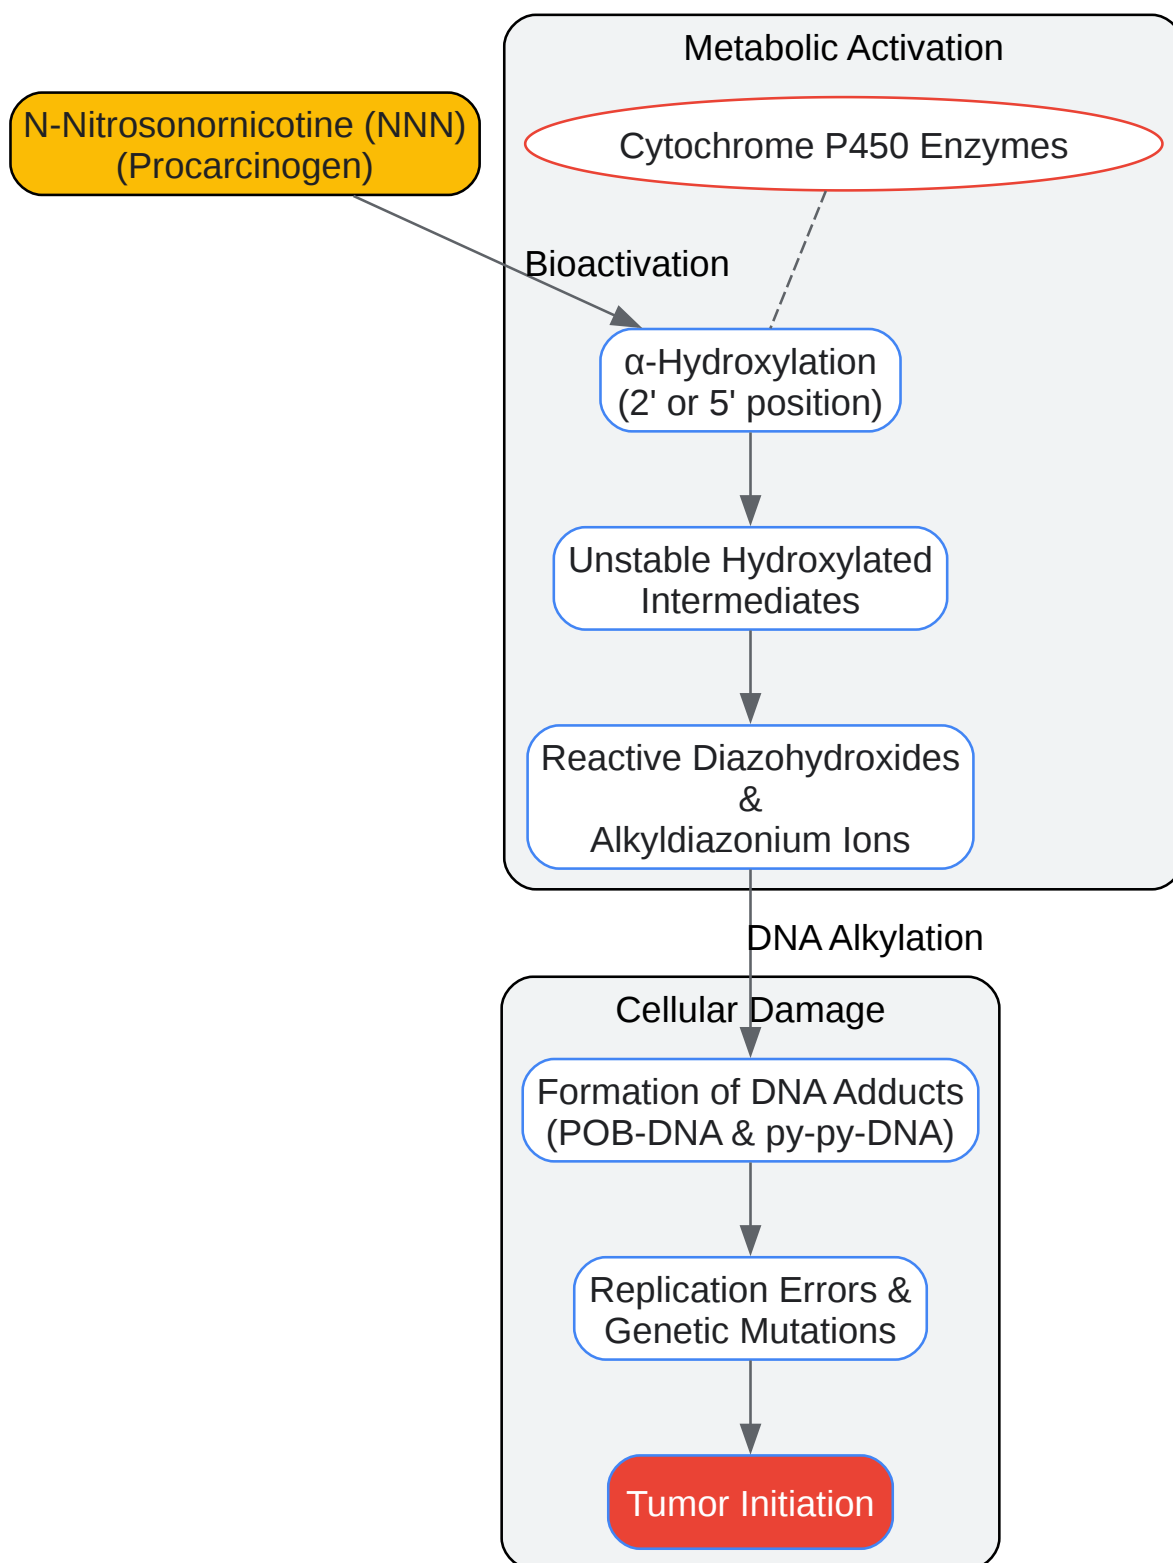 Metabolic Activation
N-Nitrosonornicotine (NNN)
(Procarcinogen)
Cytochrome P450 Enzymes
Bioactivation
α-Hydroxylation
(2' or 5' position)
Unstable Hydroxylated
Intermediates
Reactive Diazohydroxides
&
Alkyldiazonium Ions
DNA Alkylation
Cellular Damage
Formation of DNA Adducts
(POB-DNA & py-py-DNA)
Replication Errors &
Genetic Mutations
Tumor Initiation